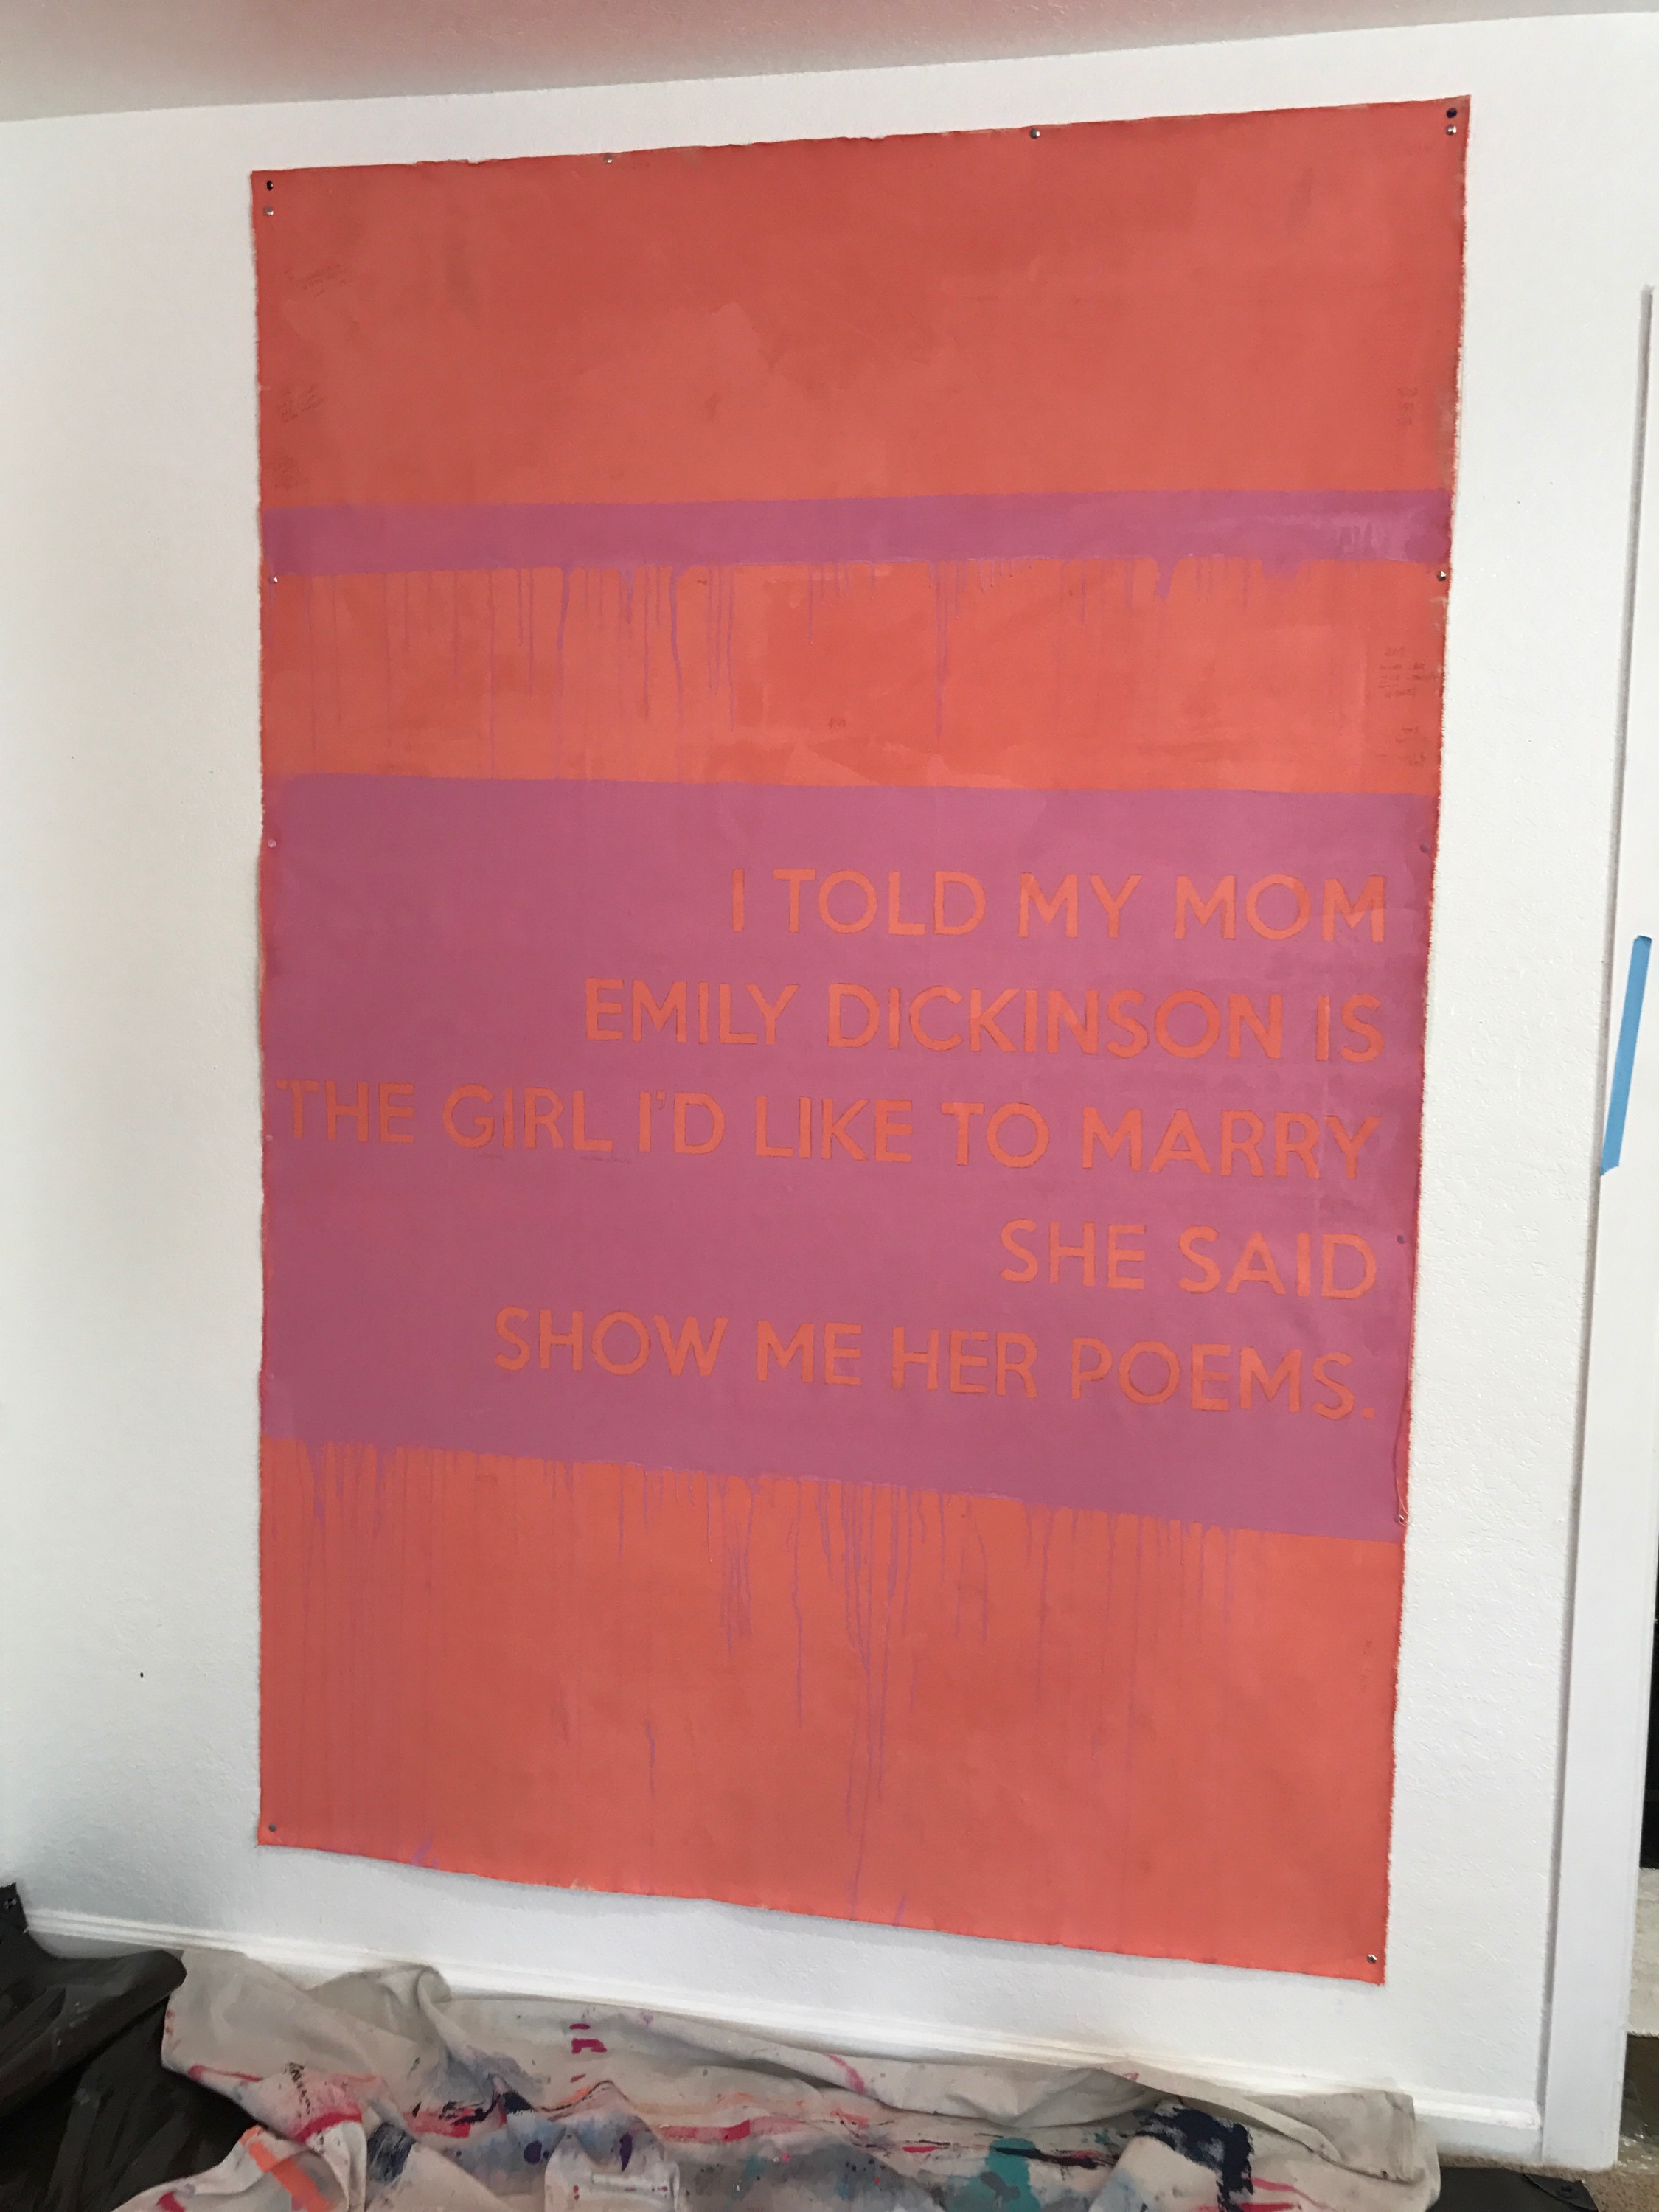 I TOLD MY MOM
EMILY DICKINSON IS
THE GIRL I'D LIKE TO MARRY
SHE SAID
SHOW ME HER POEMS.